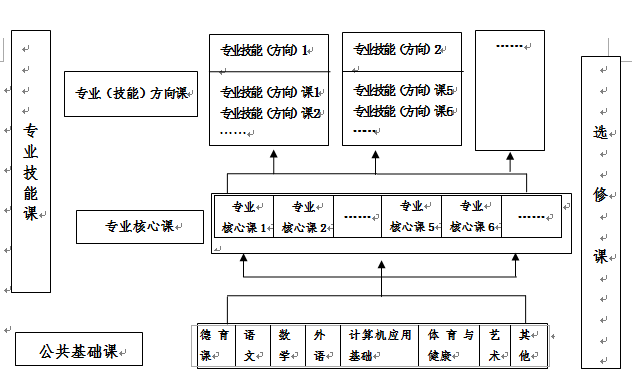 专业技能课
专业（技能）方向课
专业技能（方向）1
专业技能（方向）课1
专业技能（方向）课2
……
专业技能（方向）2
专业技能（方向）课5
专业技能（方向）课6
……
……
选修课
专业核心课
专业
核心课 1
专业
核心课 2
……
专业
核心课 5
专业
核心课 6
……
公共基础课
德育
课
语
文
数
学
外
语
计算机应用
基础
体育与
健康
艺
术
其
他